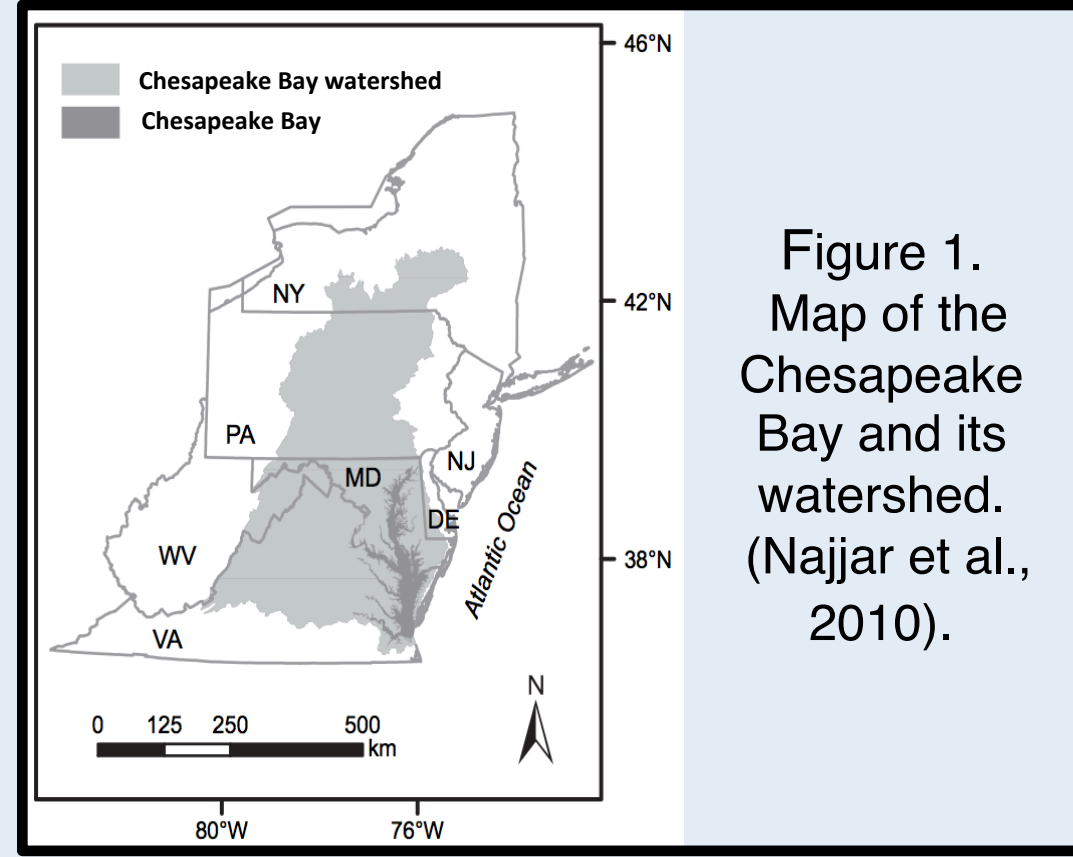 Chesapeake Bay watershed
Chesapeake Bay
46°N
42°N
38°N
NY
PA
NJ
MD
DE
WV
VA
Atlantic Ocean
N
0 125 250 500
km
80°W 76°W
Figure 1.
Map of the
Chesapeake
Bay and its
watershed.
(Najjar et al.,
2010).